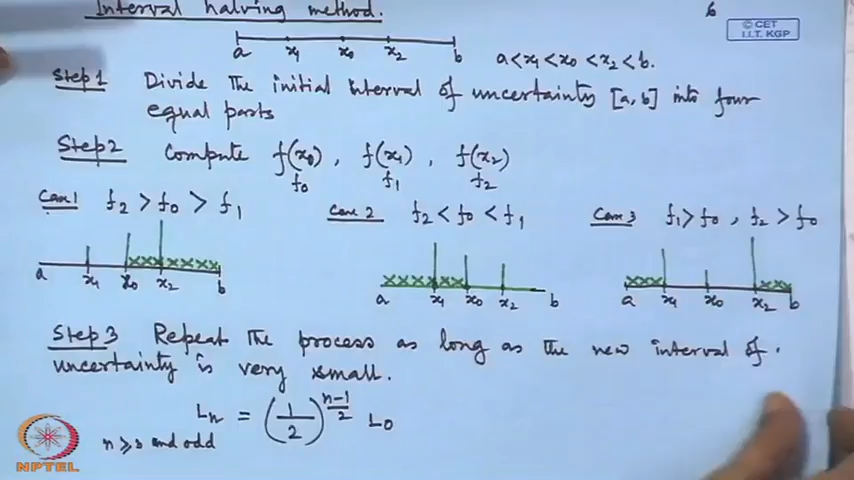 Interval halving method.
6
© CET
I.I.T. KGP
a x₁ x₀ x₂ b
a < x₁ < x₀ < x₂ < b.
Step 1 Divide the initial interval of uncertainty [a, b] into four
equal parts
Step 2 Compute f(x₀), f(x₁), f(x₂)
f₀ f₁ f₂
Case 1 f₂ > f₀ > f₁
Case 2 f₂ < f₀ < f₁
Case 3 f₁ > f₀, f₂ > f₀
a x₁ x₀ x₂ b
a x₁ x₀ x₂ b
a x₁ x₀ x₂ b
Step 3 Repeat the process as long as the new interval of
uncertainty is very small.
Lₙ = (1/2)^((n-1)/2) L₀
n ≥ 3 and odd
NPTEL